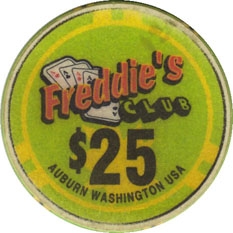 Freddie's
CLUB
$25
AUBURN WASHINGTON USA